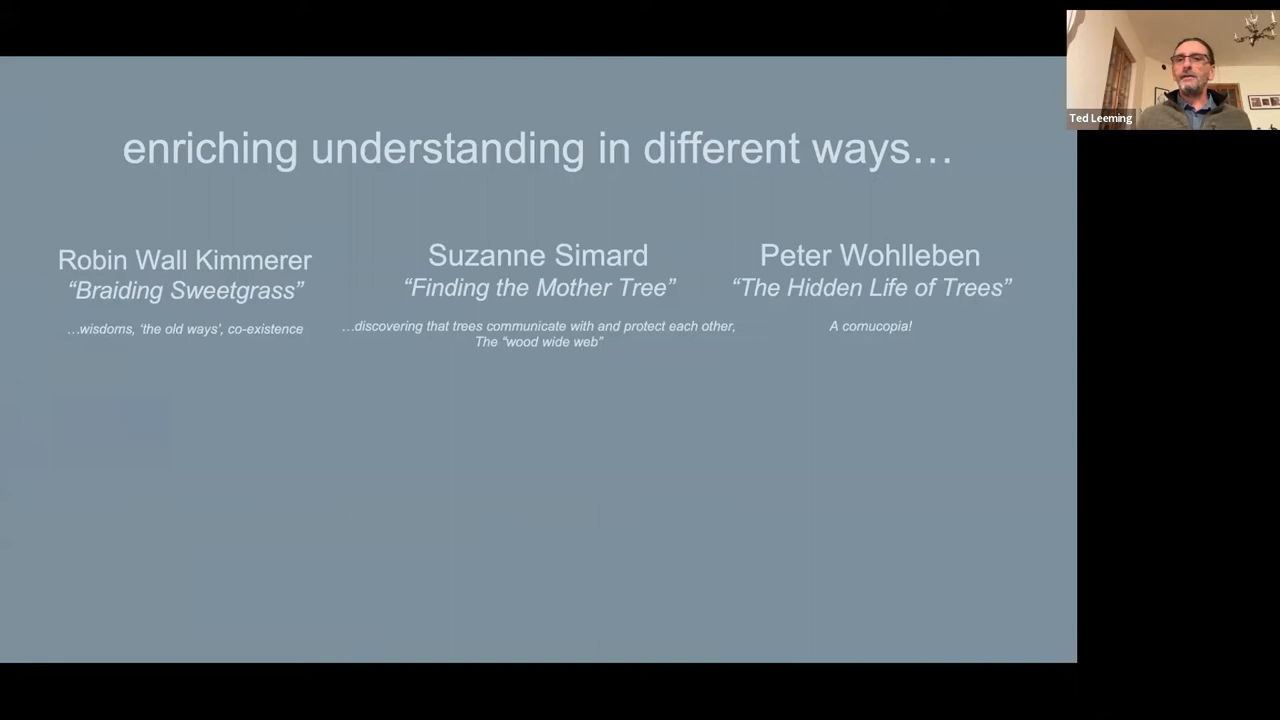 enriching understanding in different ways…
Robin Wall Kimmerer
“Braiding Sweetgrass”
…wisdoms, ‘the old ways’, co-existence
Suzanne Simard
“Finding the Mother Tree”
…discovering that trees communicate with and protect each other,
The “wood wide web”
Peter Wohlleben
“The Hidden Life of Trees”
A cornucopia!
Ted Leeming